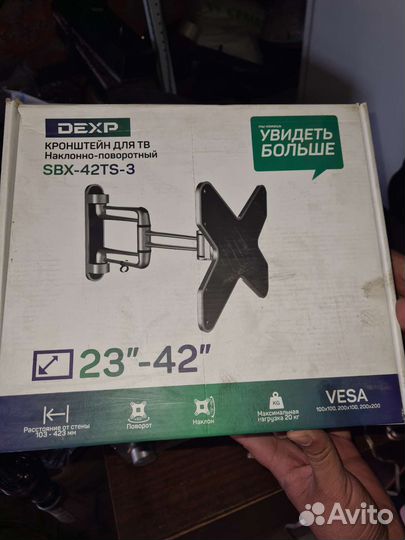 DEXP
КРОНШТЕЙН ДЛЯ ТВ
Наклонно-поворотный
SBX-42TS-3
УВИДЕТЬ
БОЛЬШЕ
23"-42"
Расстояние от стены
103 - 423 мм
Поворот
Наклон
KG
Максимальная
нагрузка 20 кг
VESA
100x100, 200x100, 200x200
Avito